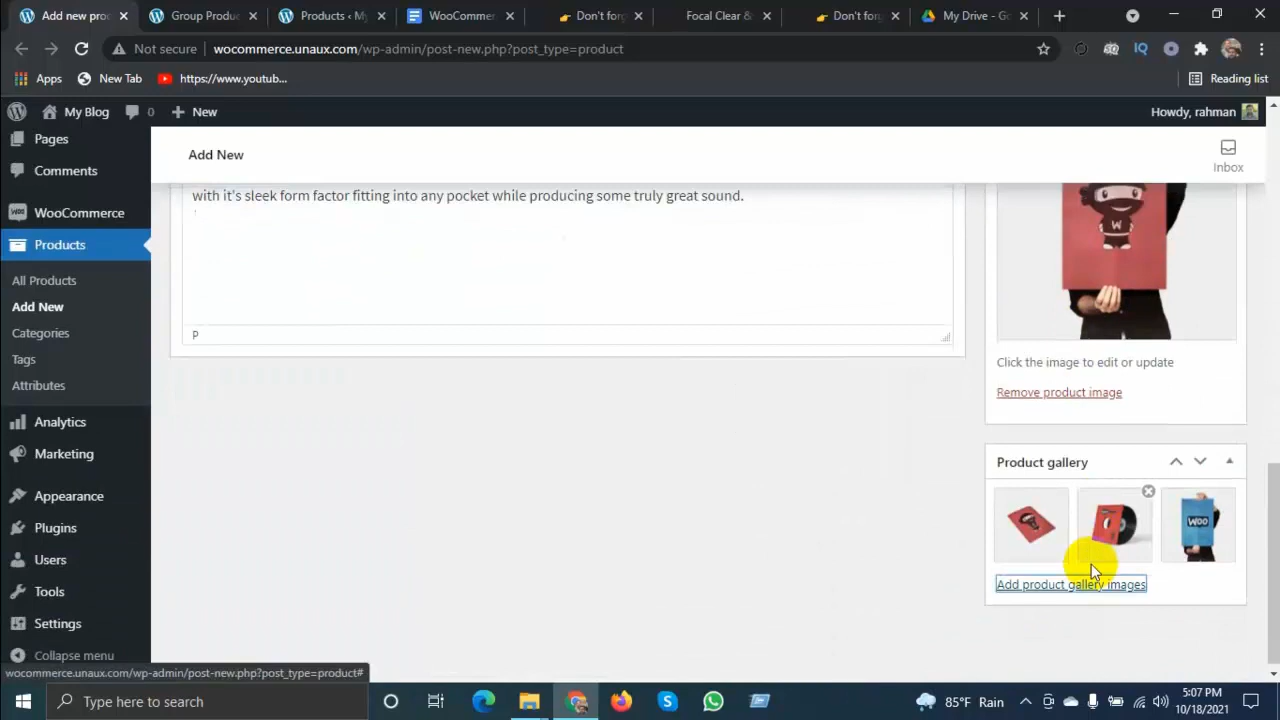 Add new pro
Group Produ
Products ‹ My
WooCommer
Don't forg
Focal Clear &
Don't forg
My Drive - Go
Not secure
wocommerce.unaux.com/wp-admin/post-new.php?post_type=product
IQ
Apps
New Tab
https://www.youtub...
Reading list
My Blog
0
New
Howdy, rahman
Pages
Comments
WooCommerce
Products
All Products
Add New
Categories
Tags
Attributes
Analytics
Marketing
Appearance
Plugins
Users
Tools
Settings
Collapse menu
Add New
Inbox
with it's sleek form factor fitting into any pocket while producing some truly great sound.
P
W
Click the image to edit or update
Remove product image
Product gallery
WOO
Add product gallery images
wocommerce.unaux.com/wp-admin/post-new.php?post_type=product#
Type here to search
85°F Rain
5:07 PM
10/18/2021